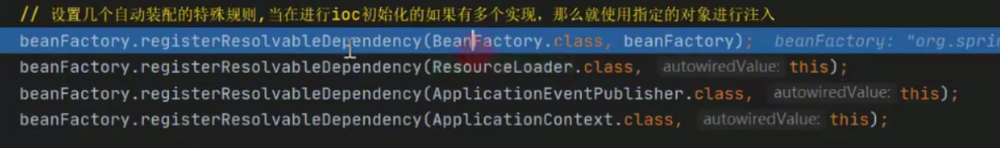 // 设置几个自动装配的特殊规则,当在进行ioc初始化的如果有多个实现，那么就使用指定的对象进行注入
beanFactory.registerResolvableDependency(BeanFactory.class, beanFactory); beanFactory: "org.spri
beanFactory.registerResolvableDependency(ResourceLoader.class, autowiredValue: this);
beanFactory.registerResolvableDependency(ApplicationEventPublisher.class, autowiredValue: this);
beanFactory.registerResolvableDependency(ApplicationContext.class, autowiredValue: this);